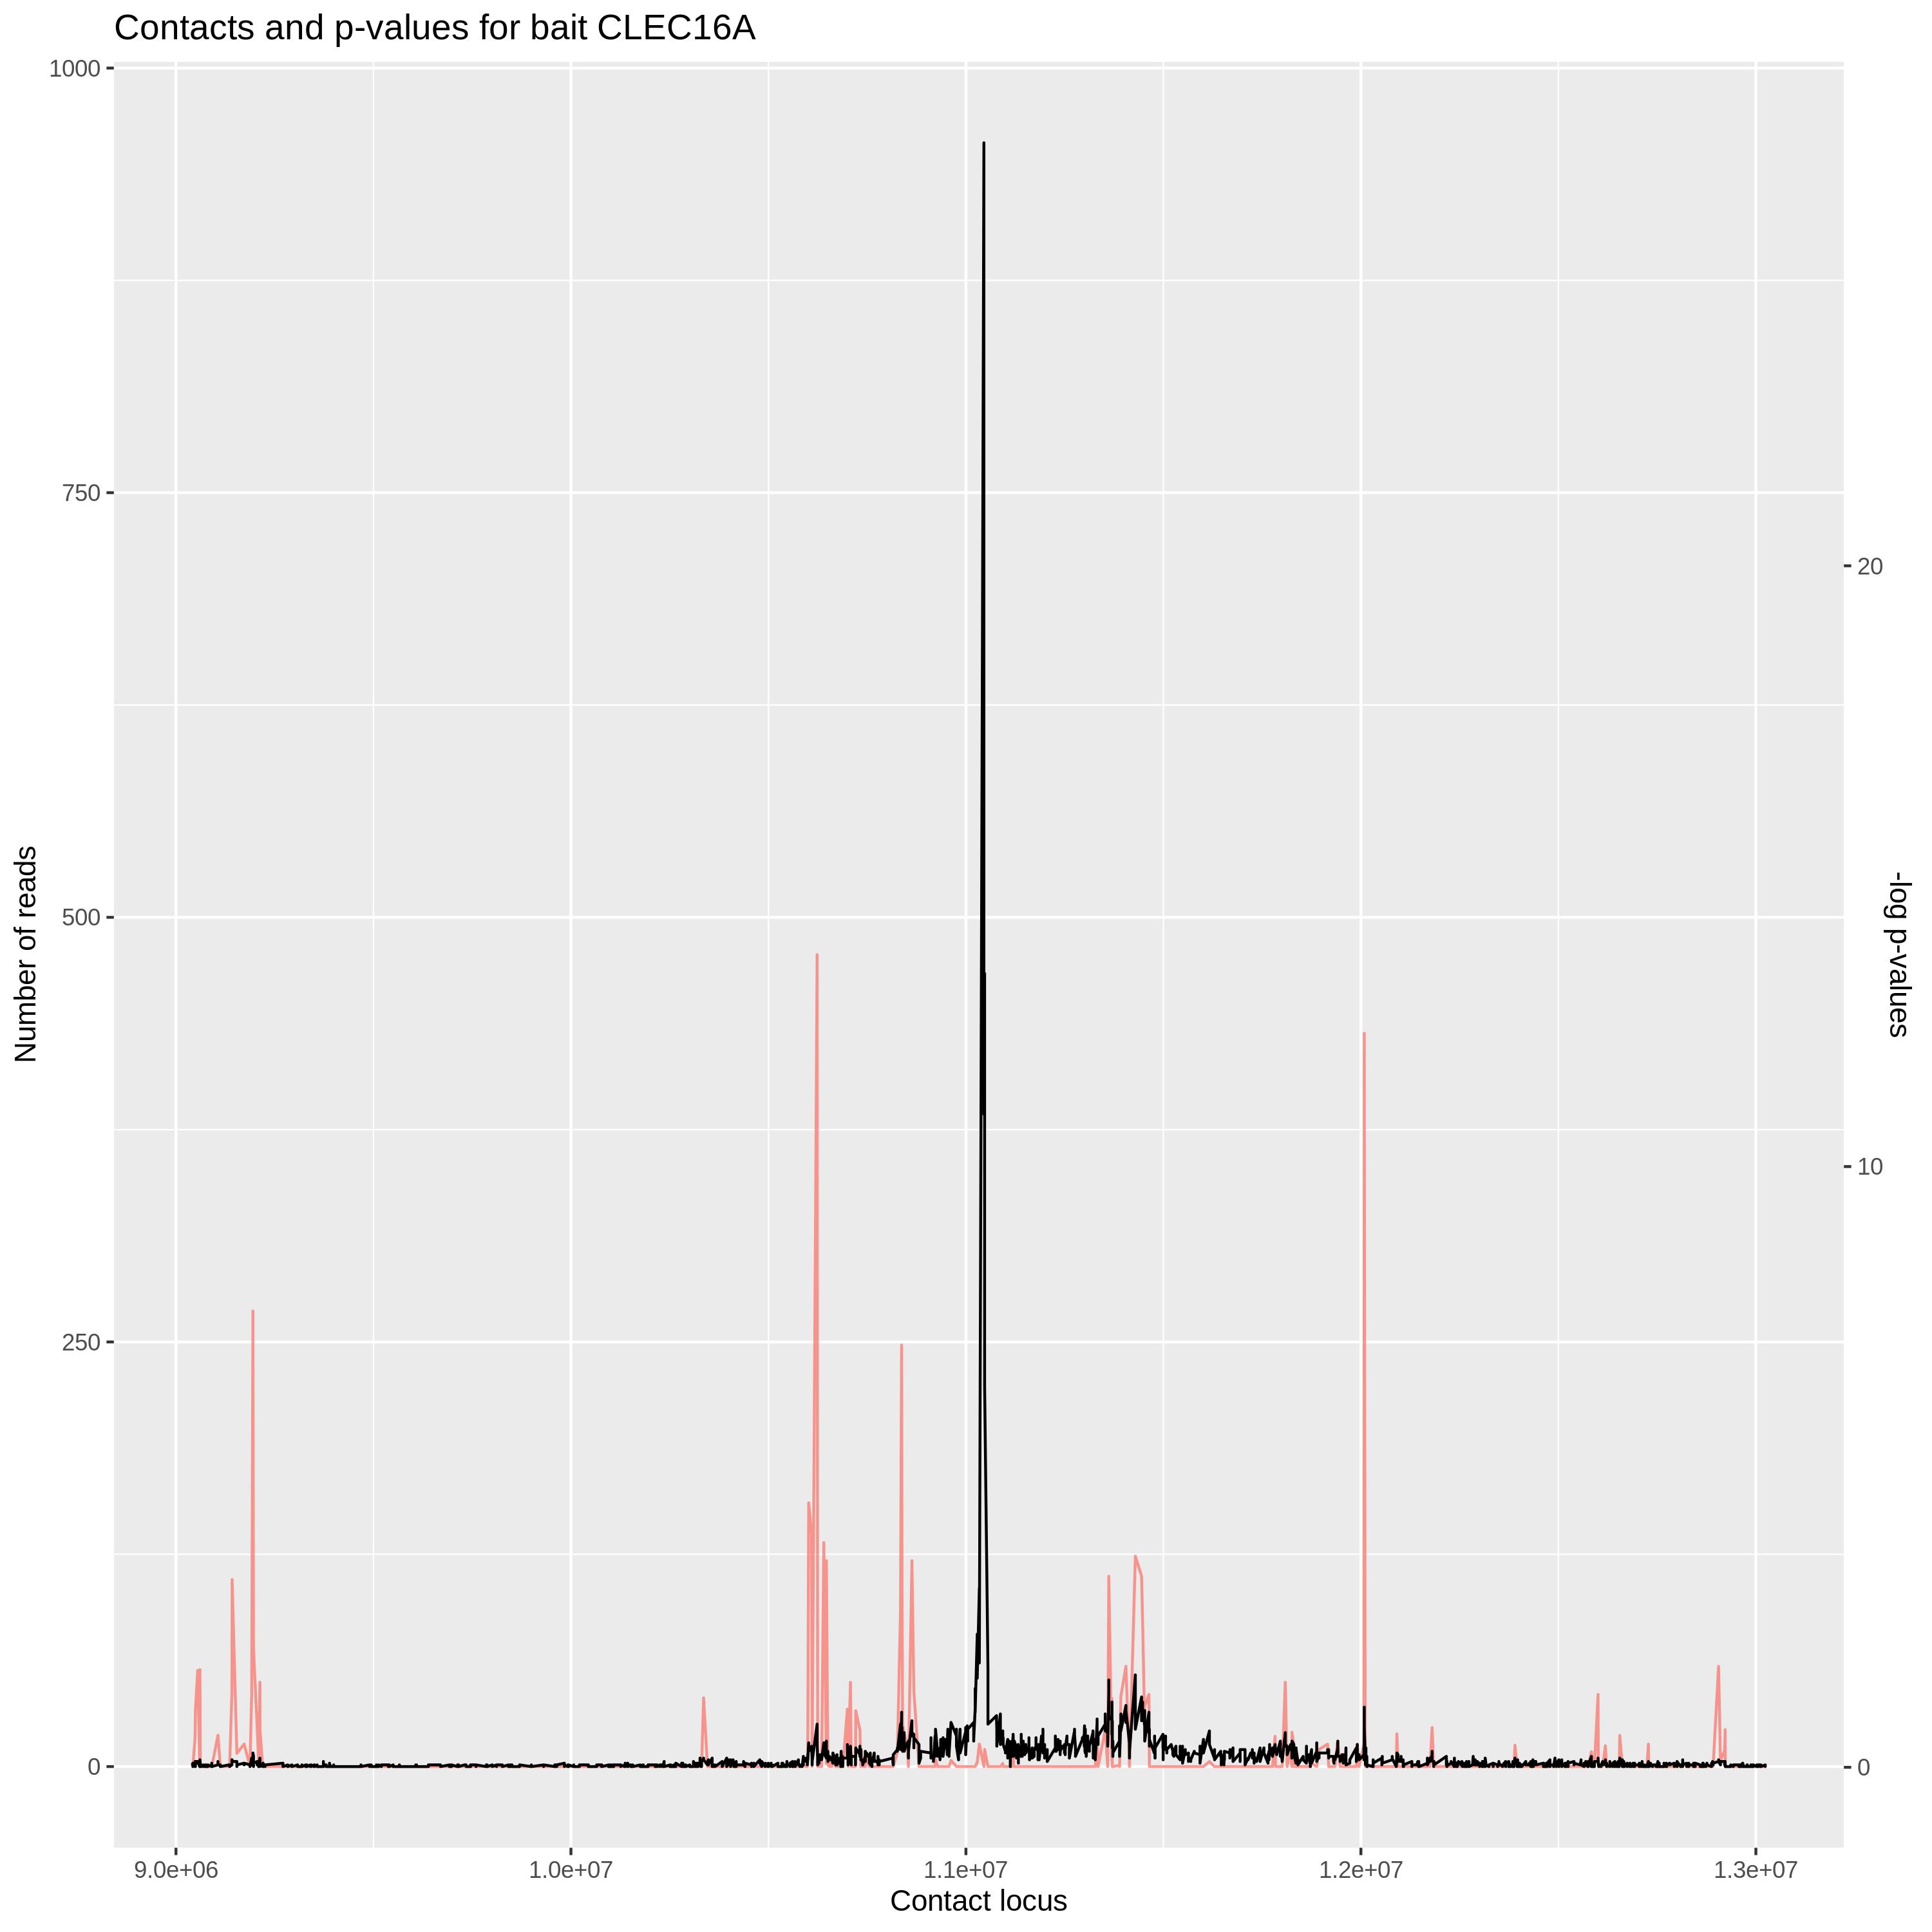 Contacts and p-values for bait CLEC16A
1000
750
500
250
0
Number of reads
20
10
0
-log p-values
9.0e+06
1.0e+07
1.1e+07
1.2e+07
1.3e+07
Contact locus